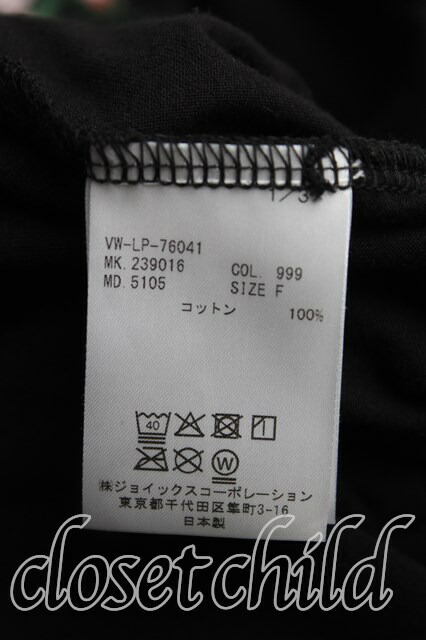 1/3
VW-LP-76041
MK. 239016 COL. 999
MD. 5105 SIZE F
コットン 100%
40
W
㈱ジョイックスコーポレーション
東京都千代田区隼町3-16
日本製
closet child